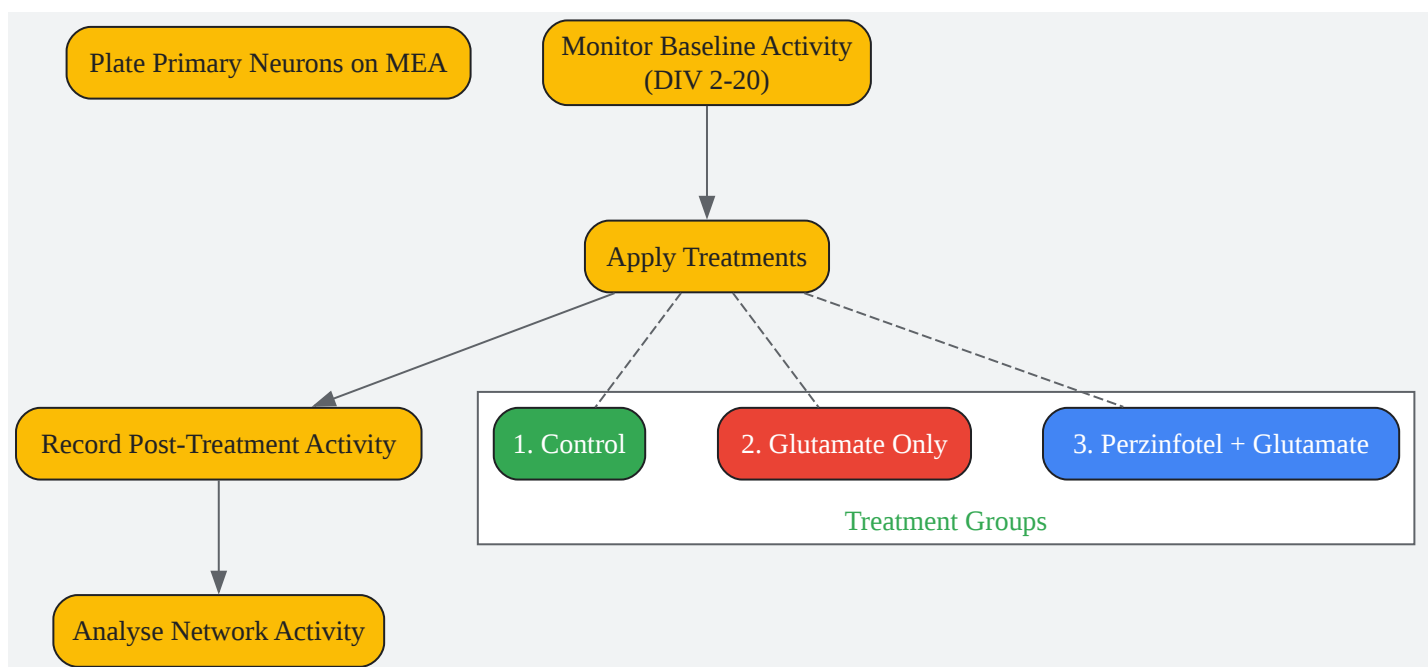 Plate Primary Neurons on MEA
Monitor Baseline Activity
(DIV 2-20)
Apply Treatments
Record Post-Treatment Activity
1. Control
2. Glutamate Only
3. Perzinfotel + Glutamate
Treatment Groups
Analyse Network Activity